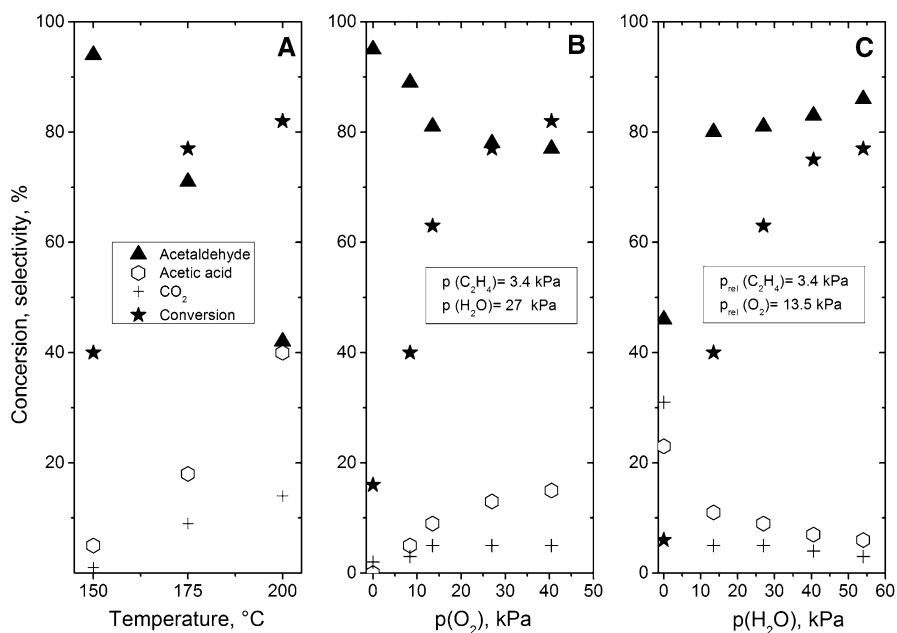 Concersion, selectivity, %
100
80
60
40
20
0
A
Acetaldehyde
Acetic acid
CO₂
Conversion
150 175 200
Temperature, °C
B
p (C₂H₄)= 3.4 kPa
p (H₂O)= 27 kPa
0 10 20 30 40 50
p(O₂), kPa
C
pᵣₑₗ (C₂H₄)= 3.4 kPa
pᵣₑₗ (O₂)= 13.5 kPa
0 10 20 30 40 50 60
p(H₂O), kPa